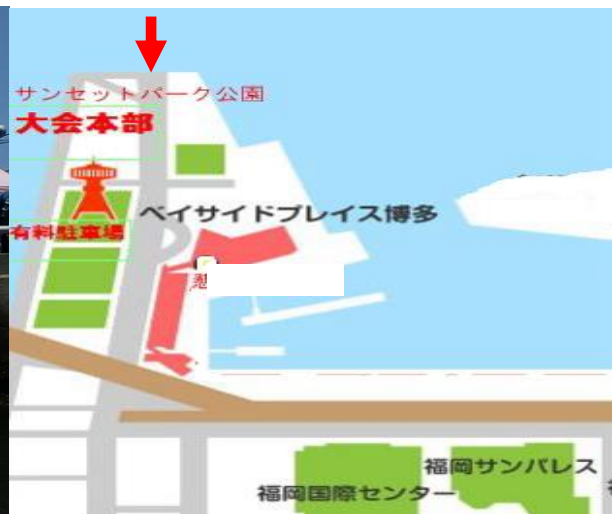 サンセットパーク公園
大会本部
ベイサイドプレイス博多
有料駐車場
福岡サンパレス
福岡国際センター